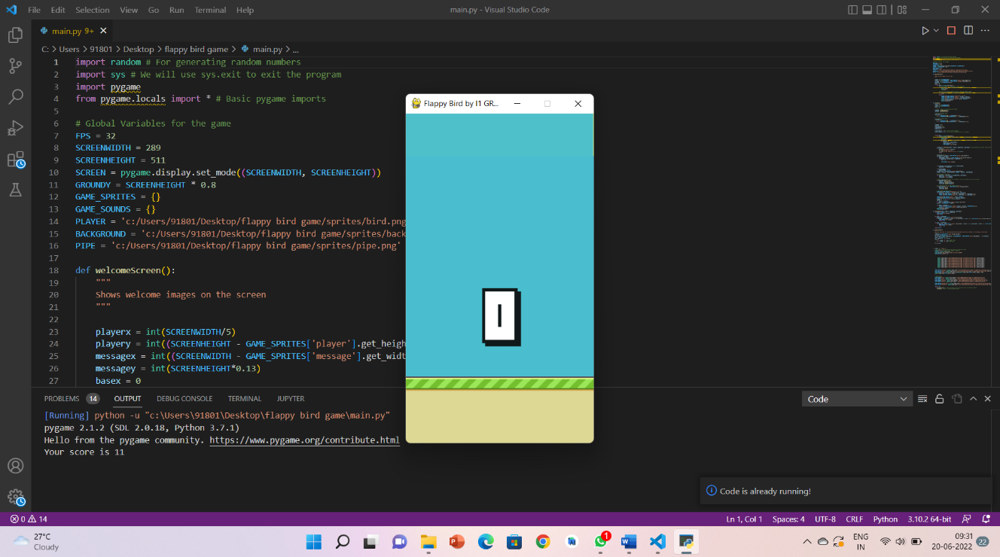 File Edit Selection View Go Run Terminal Help
main.py - Visual Studio Code
main.py 9+
C: > Users > 91801 > Desktop > flappy bird game > main.py > ...
1 import random # For generating random numbers
2 import sys # We will use sys.exit to exit the program
3 import pygame
4 from pygame.locals import * # Basic pygame imports
5
6 # Global Variables for the game
7 FPS = 32
8 SCREENWIDTH = 289
9 SCREENHEIGHT = 511
10 SCREEN = pygame.display.set_mode((SCREENWIDTH, SCREENHEIGHT))
11 GROUNDY = SCREENHEIGHT * 0.8
12 GAME_SPRITES = {}
13 GAME_SOUNDS = {}
14 PLAYER = 'c:/Users/91801/Desktop/flappy bird game/sprites/bird.png
15 BACKGROUND = 'c:/Users/91801/Desktop/flappy bird game/sprites/back
16 PIPE = 'c:/Users/91801/Desktop/flappy bird game/sprites/pipe.png'
17
18 def welcomeScreen():
19 """
20 Shows welcome images on the screen
21 """
22
23 playerx = int(SCREENWIDTH/5)
24 playery = int((SCREENHEIGHT - GAME_SPRITES['player'].get_heigh
25 messagex = int((SCREENWIDTH - GAME_SPRITES['message'].get_widt
26 messagey = int(SCREENHEIGHT*0.13)
27 basex = 0
Flappy Bird by I1 GR...
PROBLEMS 14 OUTPUT DEBUG CONSOLE TERMINAL JUPYTER
Code
[Running] python -u "c:\Users\91801\Desktop\flappy bird game\main.py"
pygame 2.1.2 (SDL 2.0.18, Python 3.7.1)
Hello from the pygame community. https://www.pygame.org/contribute.html
Your score is 11
Code is already running!
0 14
Ln 1, Col 1 Spaces: 4 UTF-8 CRLF Python 3.10.2 64-bit
27°C
Cloudy
1
ENG
IN
09:31
20-06-2022
22